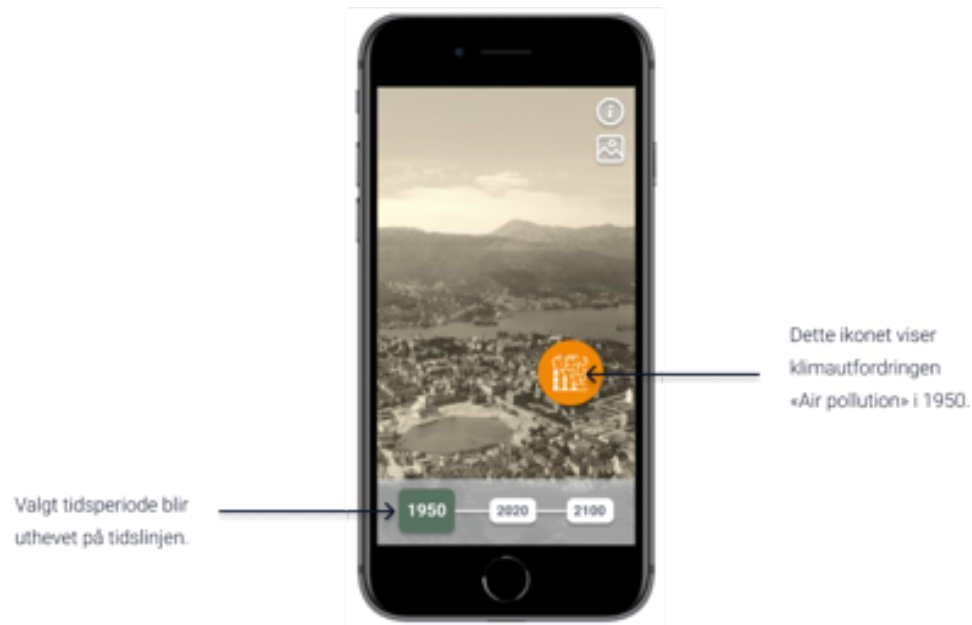 Dette ikonet viser
klimautfordringen
«Air pollution» i 1950.
Valgt tidsperiode blir
uthevet på tidslinjen.
1950
2020
2100